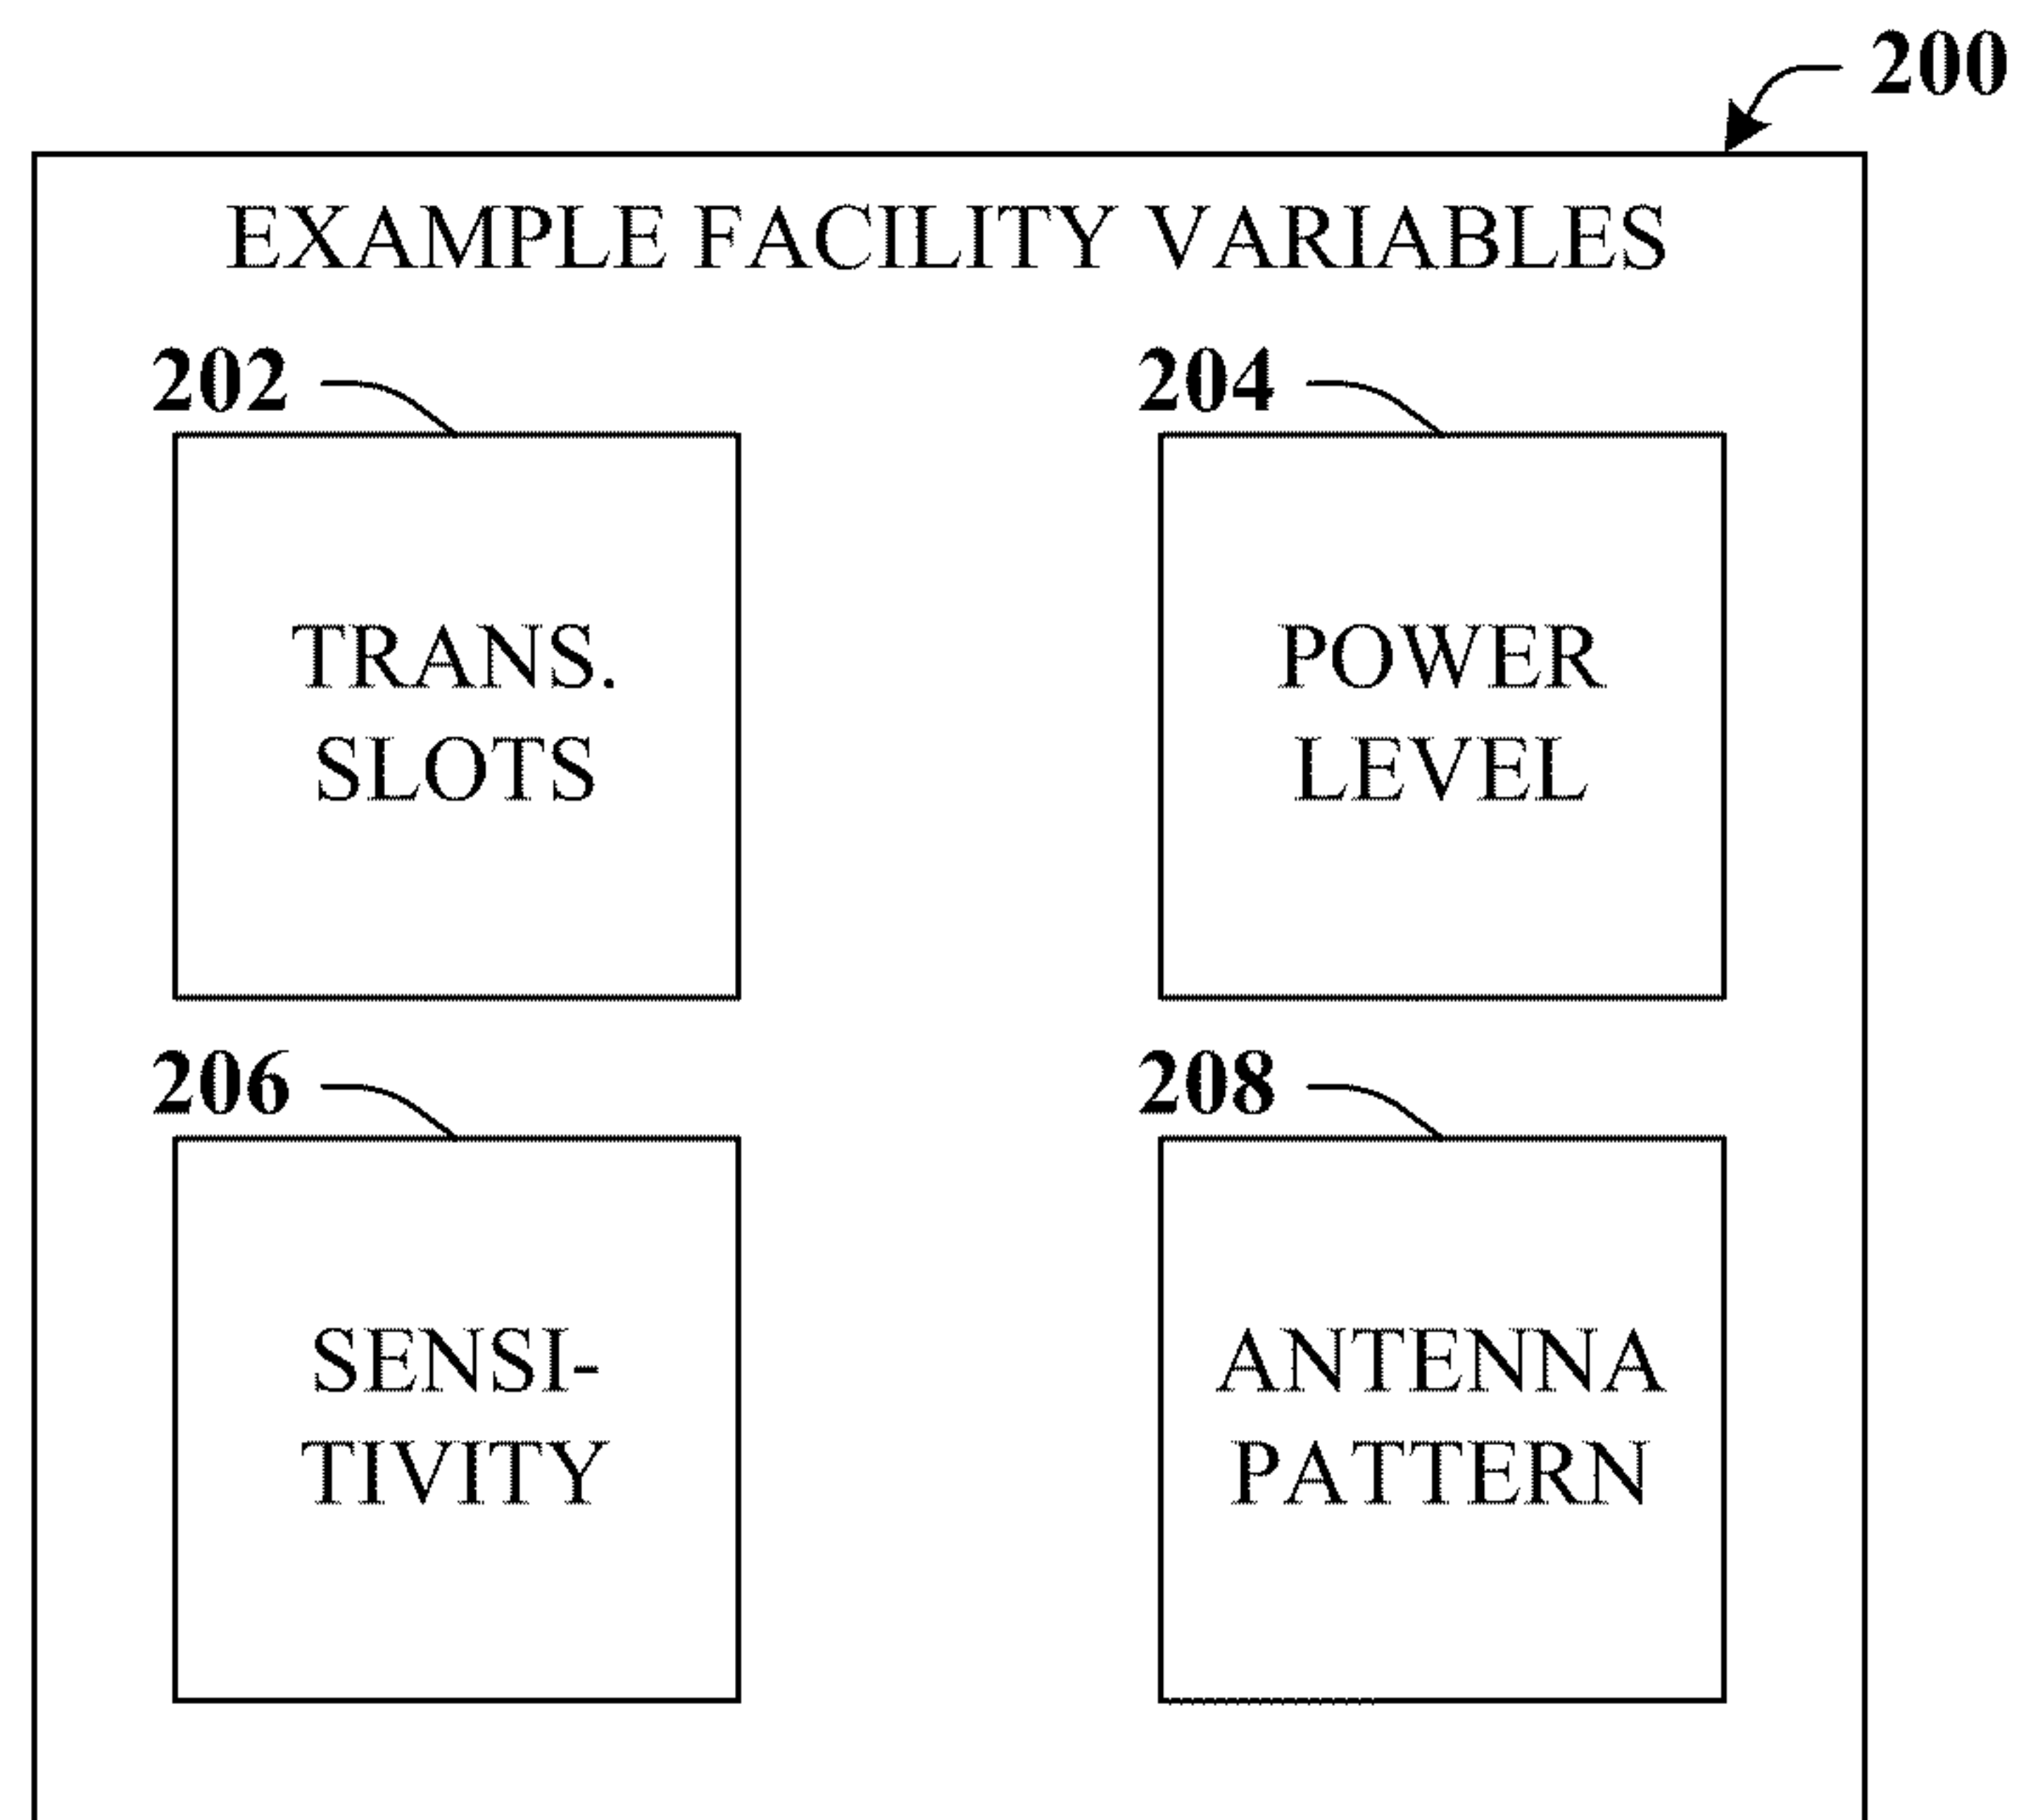 200
EXAMPLE FACILITY VARIABLES
202
204
TRANS.
SLOTS
POWER
LEVEL
206
208
SENSI-
TIVITY
ANTENNA
PATTERN